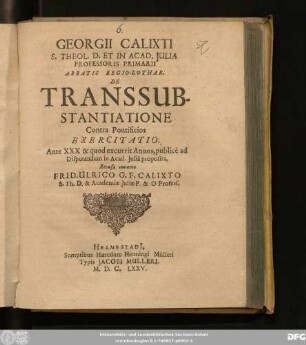 6.
GEORGII CALIXTI
S. THEOL. D. ET IN ACAD. JULIA
PROFESSORIS PRIMARII
ABBATIS REGIO-LOTHAR.
DE
TRANSSUB-
STANTIATIONE
Contra Pontificios
EXERCITATIO.
Ante XXX & quod excurrit Annos, publicè ad
Disputandum in Acad. Juliâ proposita,
Recusa curante
FRID. ULRICO G. F. CALIXTO
S. Th. D. & Academiæ Juliæ P. & O Profess.
HELMESTADI,
Sumptibus Hæredum Henningi Mülleri
Typis JACOBI MULLERI,
M. D. C. LXXV.